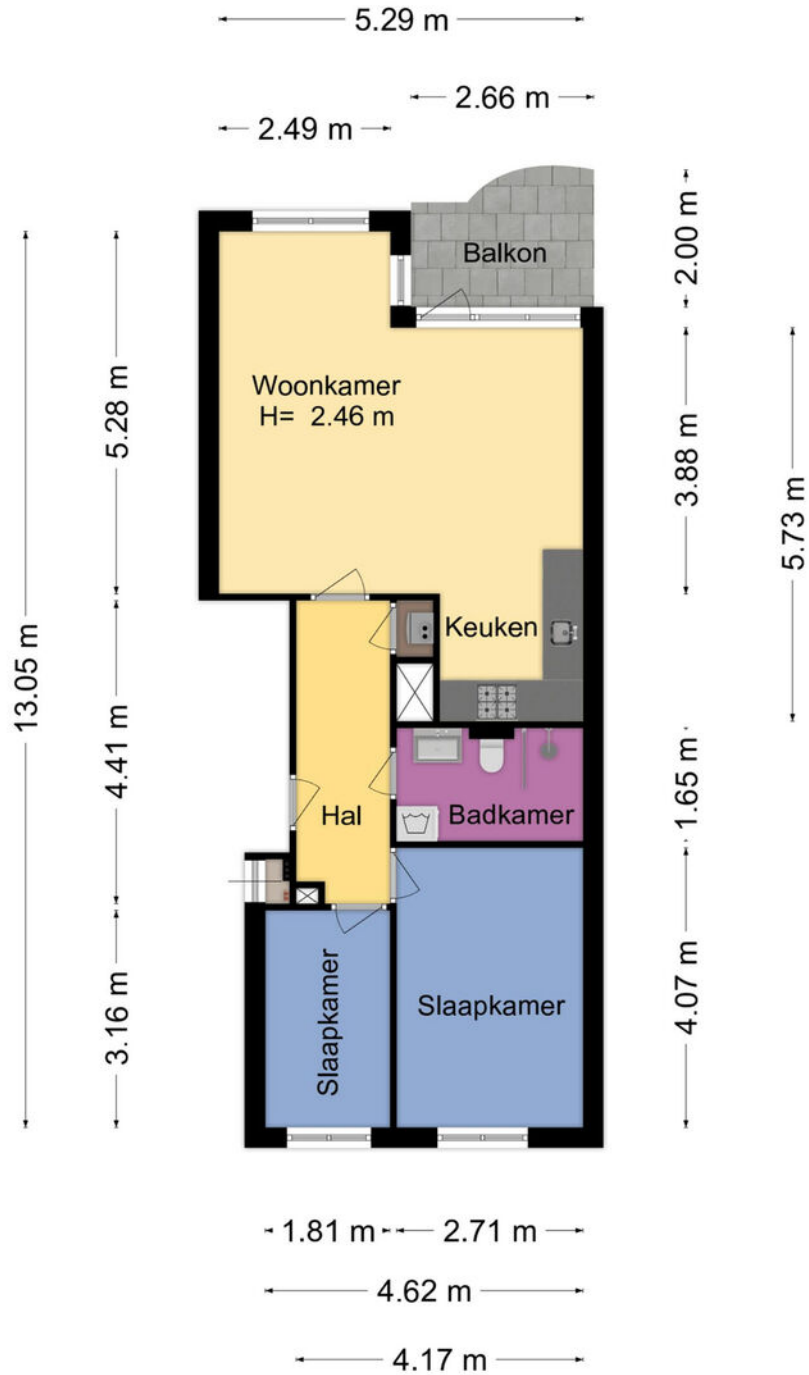 5.29 m
2.66 m
2.49 m
2.00 m
Balkon
Woonkamer
H= 2.46 m
5.28 m
3.88 m
5.73 m
13.05 m
Keuken
4.41 m
1.65 m
Hal
Badkamer
3.16 m
Slaapkamer
Slaapkamer
4.07 m
1.81 m
2.71 m
4.62 m
4.17 m